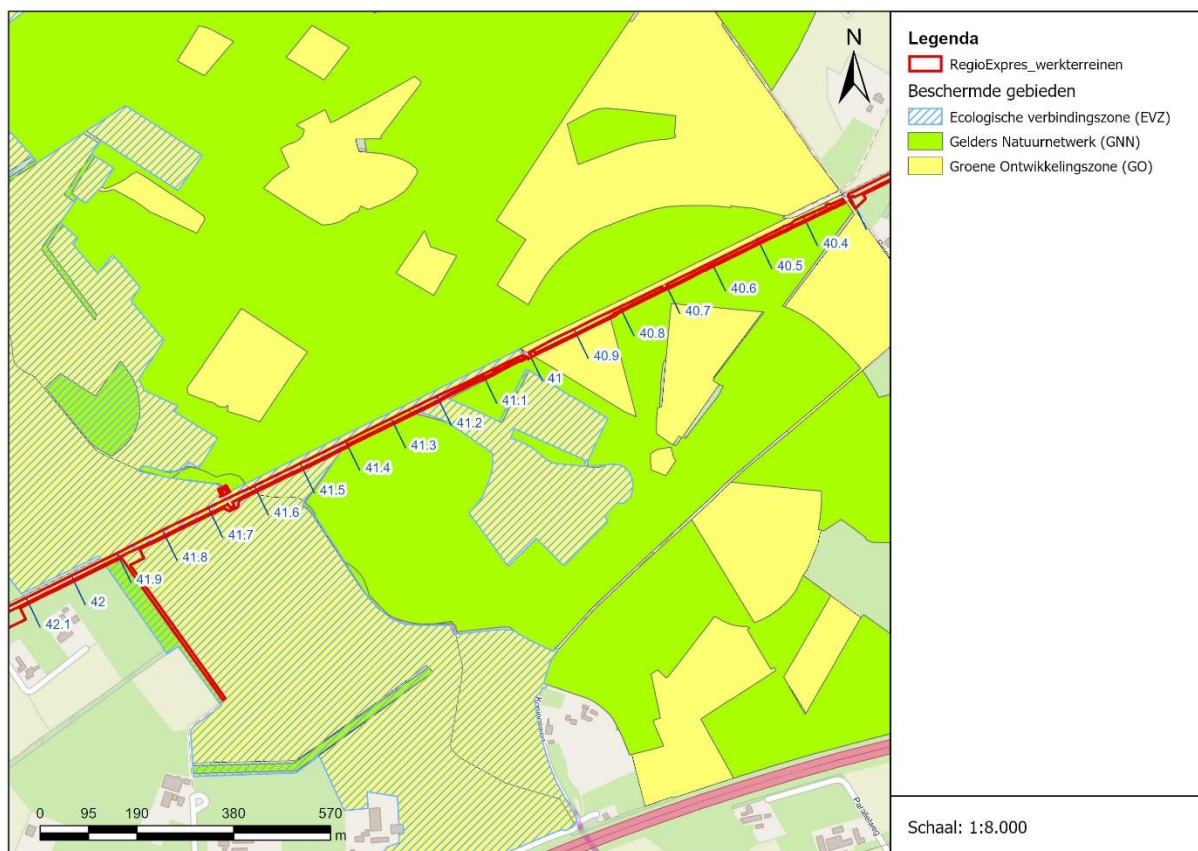 Legenda
RegioExpres_werkterreinen
Beschermde gebieden
Ecologische verbindingszone (EVZ)
Gelders Natuurnetwerk (GNN)
Groene Ontwikkelingszone (GO)
N
40.4
40.5
40.6
40.7
40.8
40.9
41
41.1
41.2
41.3
41.4
41.5
41.6
41.7
41.8
41.9
42
42.1
Parallelweg
0 95 190 380 570
m
Schaal: 1:8.000